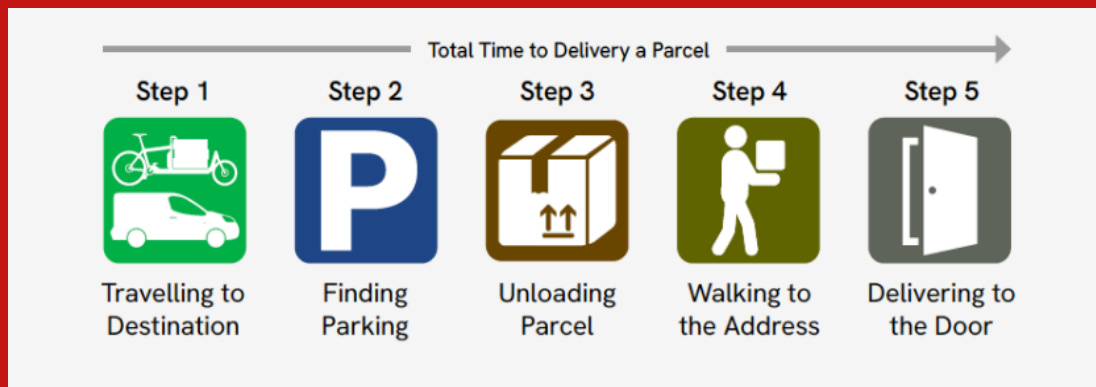 Total Time to Delivery a Parcel
Step 1
Step 2
Step 3
Step 4
Step 5
P
Travelling to
Destination
Finding
Parking
Unloading
Parcel
Walking to
the Address
Delivering to
the Door